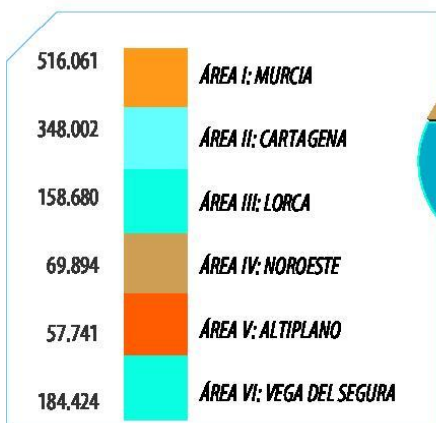 516.061 ÁREA I: MURCIA
348.002 ÁREA II: CARTAGENA
158.680 ÁREA III: LORCA
69.894 ÁREA IV: NOROESTE
57.741 ÁREA V: ALTIPLANO
184.424 ÁREA VI: VEGA DEL SEGURA